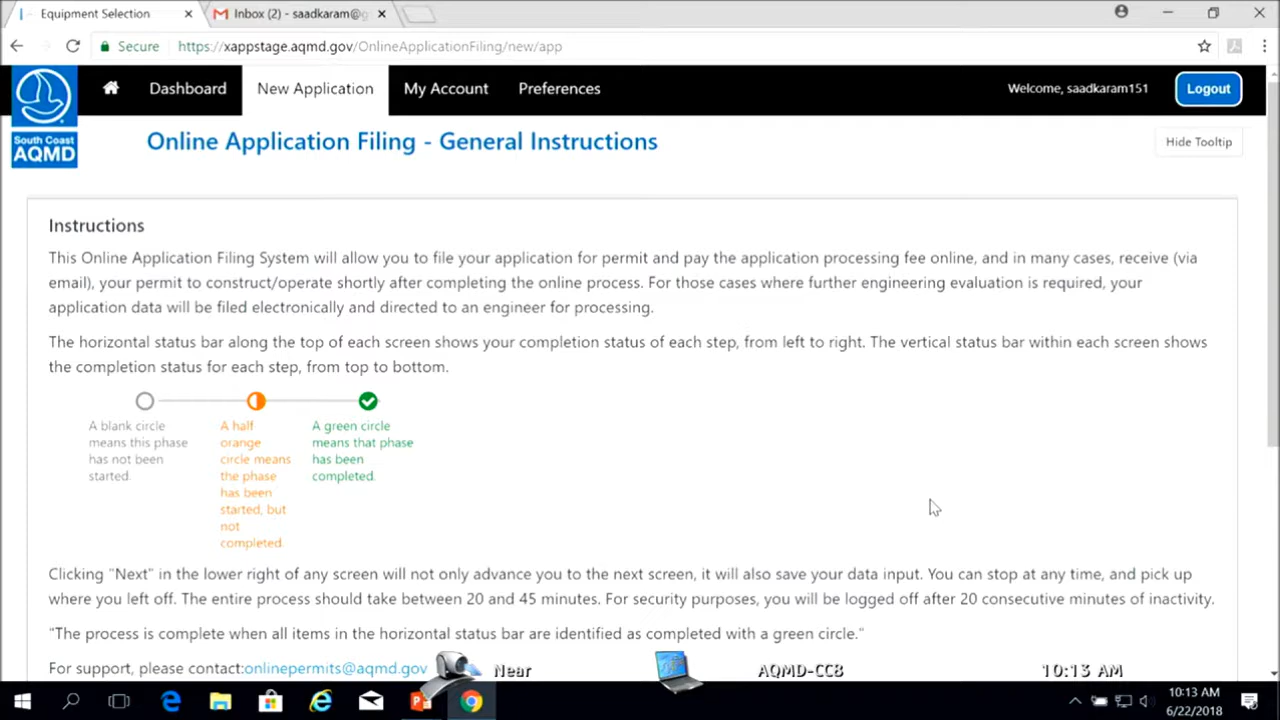 Equipment Selection
Inbox (2) - saadkaram@g
Secure
https://xappstage.aqmd.gov/OnlineApplicationFiling/new/app
Dashboard
New Application
My Account
Preferences
Welcome, saadkaram151
Logout
South Coast
AQMD
Online Application Filing - General Instructions
Hide Tooltip
Instructions
This Online Application Filing System will allow you to file your application for permit and pay the application processing fee online, and in many cases, receive (via
email), your permit to construct/operate shortly after completing the online process. For those cases where further engineering evaluation is required, your
application data will be filed electronically and directed to an engineer for processing.
The horizontal status bar along the top of each screen shows your completion status of each step, from left to right. The vertical status bar within each screen shows
the completion status for each step, from top to bottom.
A blank circle
means this phase
has not been
started.
A half
orange
circle means
the phase
has been
started, but
not
completed.
A green circle
means that phase
has been
completed.
Clicking "Next" in the lower right of any screen will not only advance you to the next screen, it will also save your data input. You can stop at any time, and pick up
where you left off. The entire process should take between 20 and 45 minutes. For security purposes, you will be logged off after 20 consecutive minutes of inactivity.
"The process is complete when all items in the horizontal status bar are identified as completed with a green circle."
For support, please contact:onlinepermits@aqmd.gov
Near
AQMD-CC8
10:13 AM
10:13 AM
6/22/2018